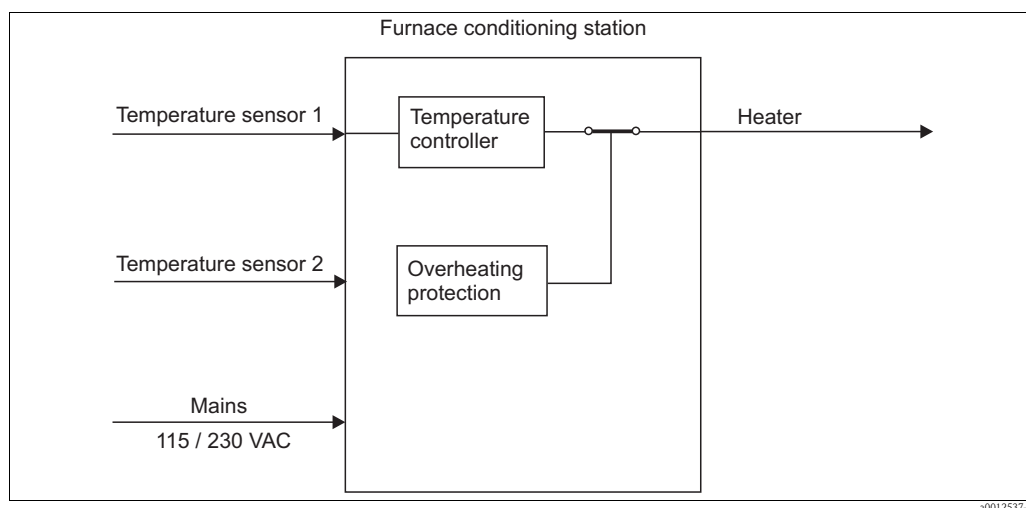 Furnace conditioning station
Temperature sensor 1
Temperature
controller
Heater
Temperature sensor 2
Overheating
protection
Mains
115 / 230 VAC